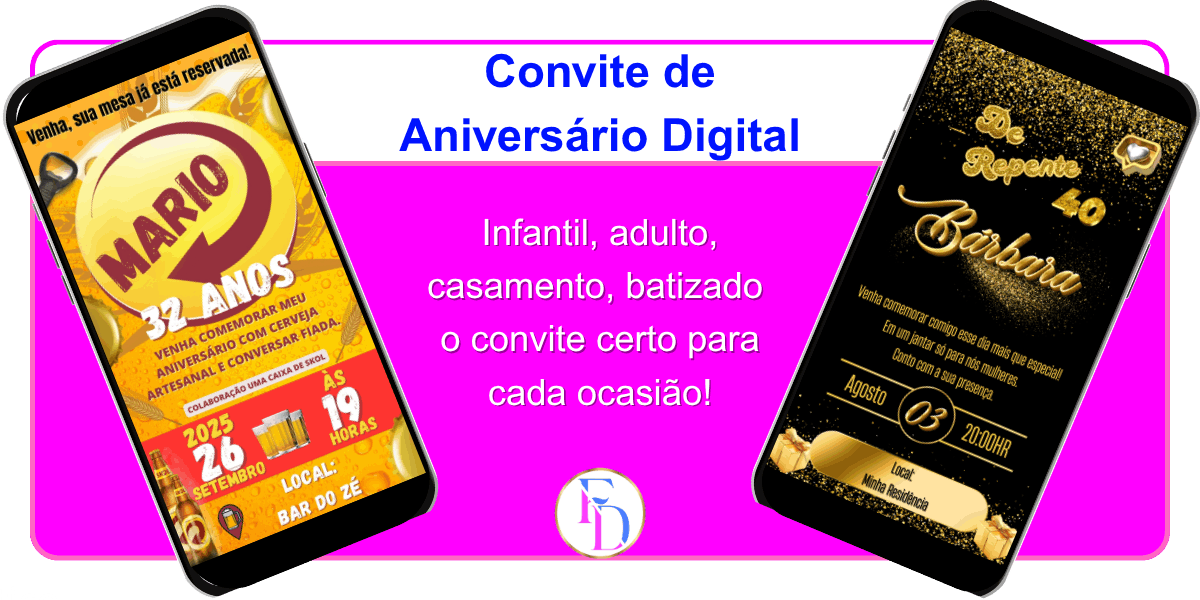 Convite de
Aniversário Digital
Infantil, adulto,
casamento, batizado
o convite certo para
cada ocasião!
FD
Venha, sua mesa já está reservada!
MARIO
32 ANOS
VENHA COMEMORAR MEU
ANIVERSÁRIO COM CERVEJA
ARTESANAL E CONVERSAR FIADA.
COLABORAÇÃO UMA CAIXA DE SKOL
2025
26
SETEMBRO
ÀS
19
HORAS
LOCAL:
BAR DO ZÉ
De
Repente
40
Bárbara
Venha comemorar comigo esse dia mais que especial!
Em um jantar só para nós mulheres.
Conto com a sua presença.
Agosto
03
20:00HR
Local:
Minha Residência